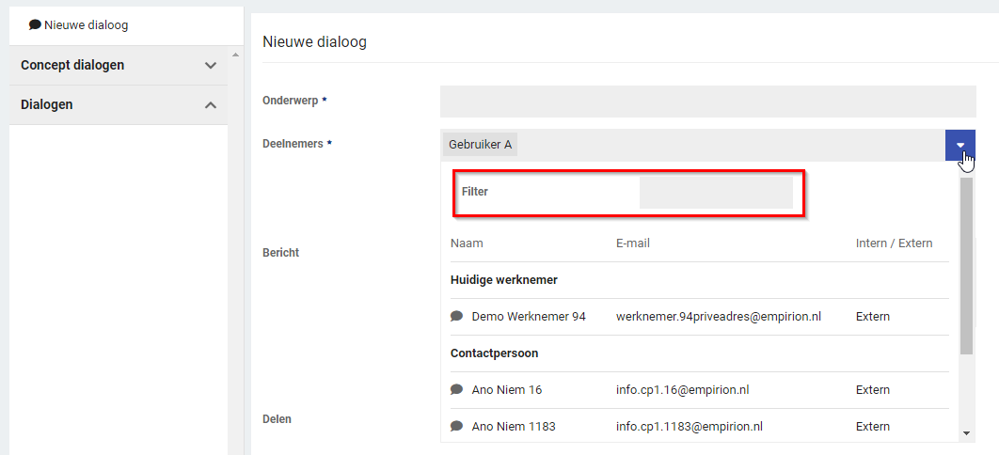 Nieuwe dialoog
Concept dialogen
Dialogen
Nieuwe dialoog
Onderwerp *
Deelnemers * Gebruiker A
Filter
Naam E-mail Intern / Extern
Huidige werknemer
Demo Werknemer 94 werknemer.94priveadres@empirion.nl Extern
Contactpersoon
Ano Niem 16 info.cp1.16@empirion.nl Extern
Ano Niem 1183 info.cp1.1183@empirion.nl Extern
Bericht
Delen